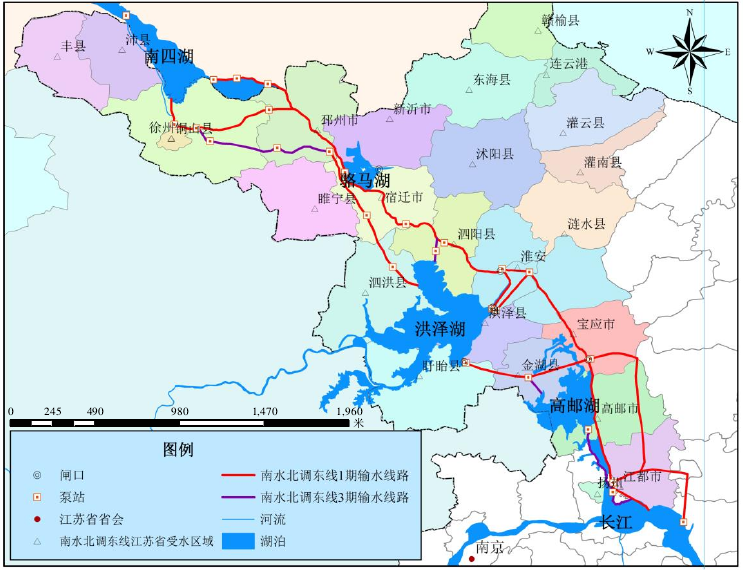 赣榆县
N
W
E
S
丰县
沛县
南四湖
连云港
东海县
新沂市
灌云县
徐州铜山县
邳州市
沭阳县
灌南县
骆马湖
睢宁县
宿迁市
涟水县
泗阳县
淮安
泗洪县
洪泽县
洪泽湖
宝应市
盱眙县
金湖县
高邮湖
高邮市
0 245 490 980 1,470 1,960
米
图例
闸口
南水北调东线1期输水线路
泵站
南水北调东线3期输水线路
江苏省省会
河流
南水北调东线江苏省受水区域
湖泊
江都市
长江
南京